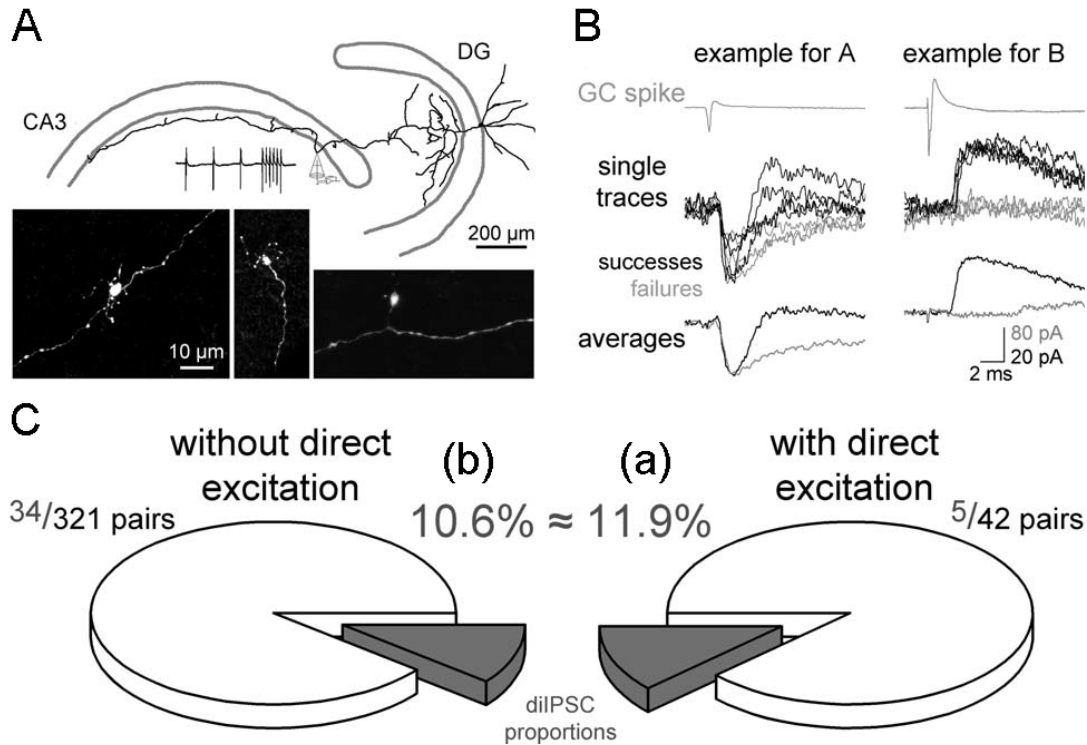 A
DG
CA3
200 µm
10 µm
B
example for A
example for B
GC spike
single
traces
successes
failures
averages
80 pA
20 pA
2 ms
C
without direct
excitation
(b)
(a)
with direct
excitation
34/321 pairs
10.6% ≈ 11.9%
5/42 pairs
diIPSC
proportions